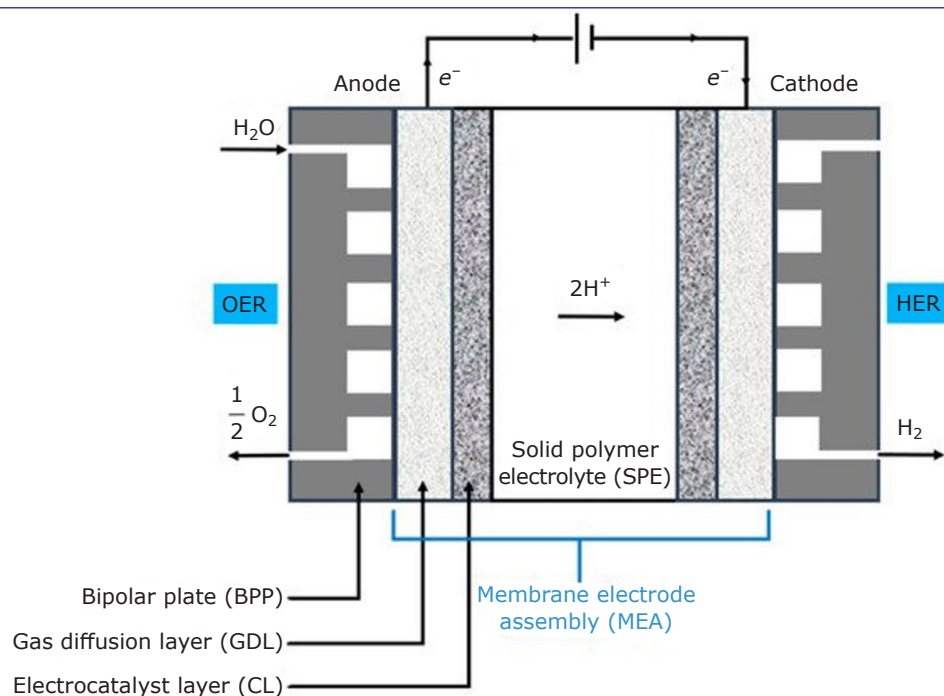 Anode
e⁻
e⁻
Cathode
H₂O
2H⁺
OER
HER
1/2 O₂
H₂
Solid polymer
electrolyte (SPE)
Membrane electrode
assembly (MEA)
Bipolar plate (BPP)
Gas diffusion layer (GDL)
Electrocatalyst layer (CL)